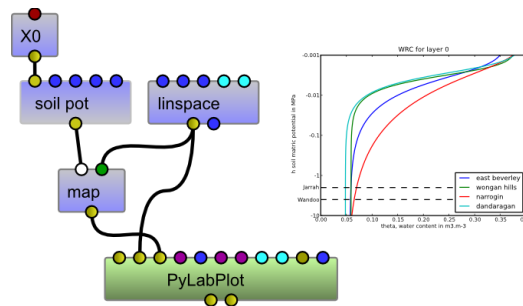 X0
soil pot
linspace
map
PyLabPlot
WRC for layer 0
h soil matric potential in MPa
-0.001
-0.01
-0.1
-1
Jarrah
Wandoo
-10
0.00 0.05 0.10 0.15 0.20 0.25 0.30
theta, water content in m3.m-3
east beverley
wongan hills
narrogin
dandaragan